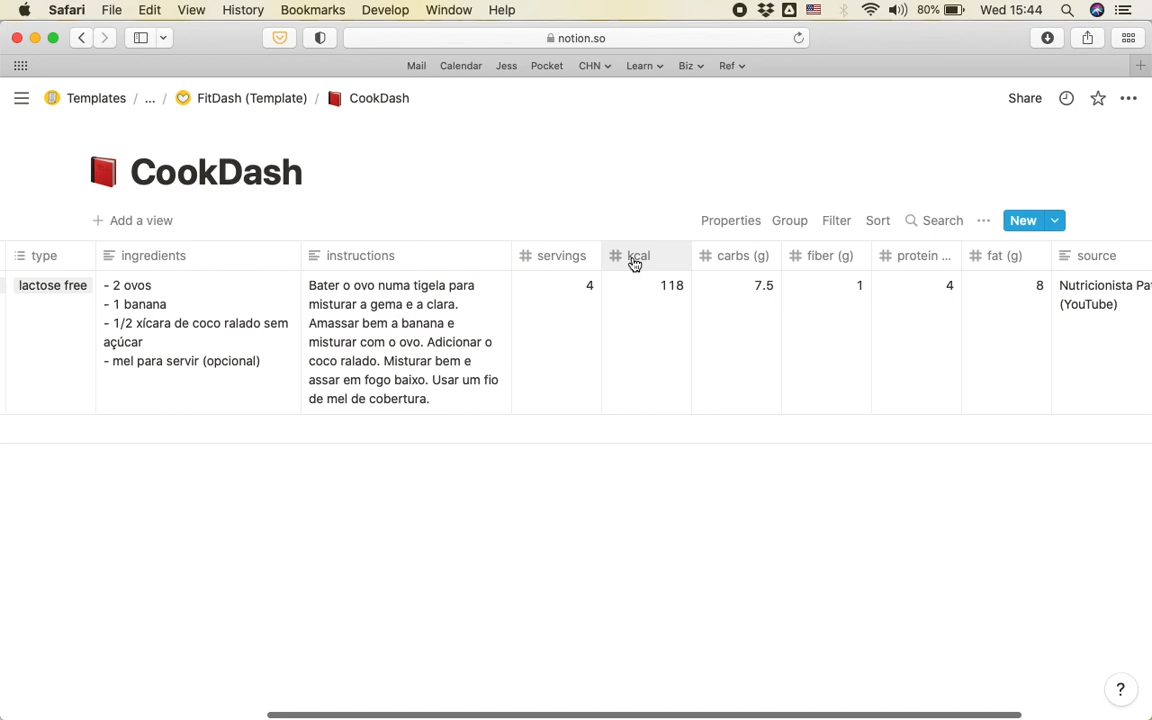 Safari File Edit View History Bookmarks Develop Window Help 80% Wed 15:44
notion.so
Mail Calendar Jess Pocket CHN Learn Biz Ref
Templates / ... / FitDash (Template) / CookDash
Share
CookDash
Add a view
Properties Group Filter Sort Search ... New
type ingredients instructions servings kcal carbs (g) fiber (g) protein ... fat (g) source
lactose free
- 2 ovos
- 1 banana
- 1/2 xícara de coco ralado sem
açúcar
- mel para servir (opcional)
Bater o ovo numa tigela para
misturar a gema e a clara.
Amassar bem a banana e
misturar com o ovo. Adicionar o
coco ralado. Misturar bem e
assar em fogo baixo. Usar um fio
de mel de cobertura.
4
118
7.5
1
4
8
Nutricionista Pa
(YouTube)
?